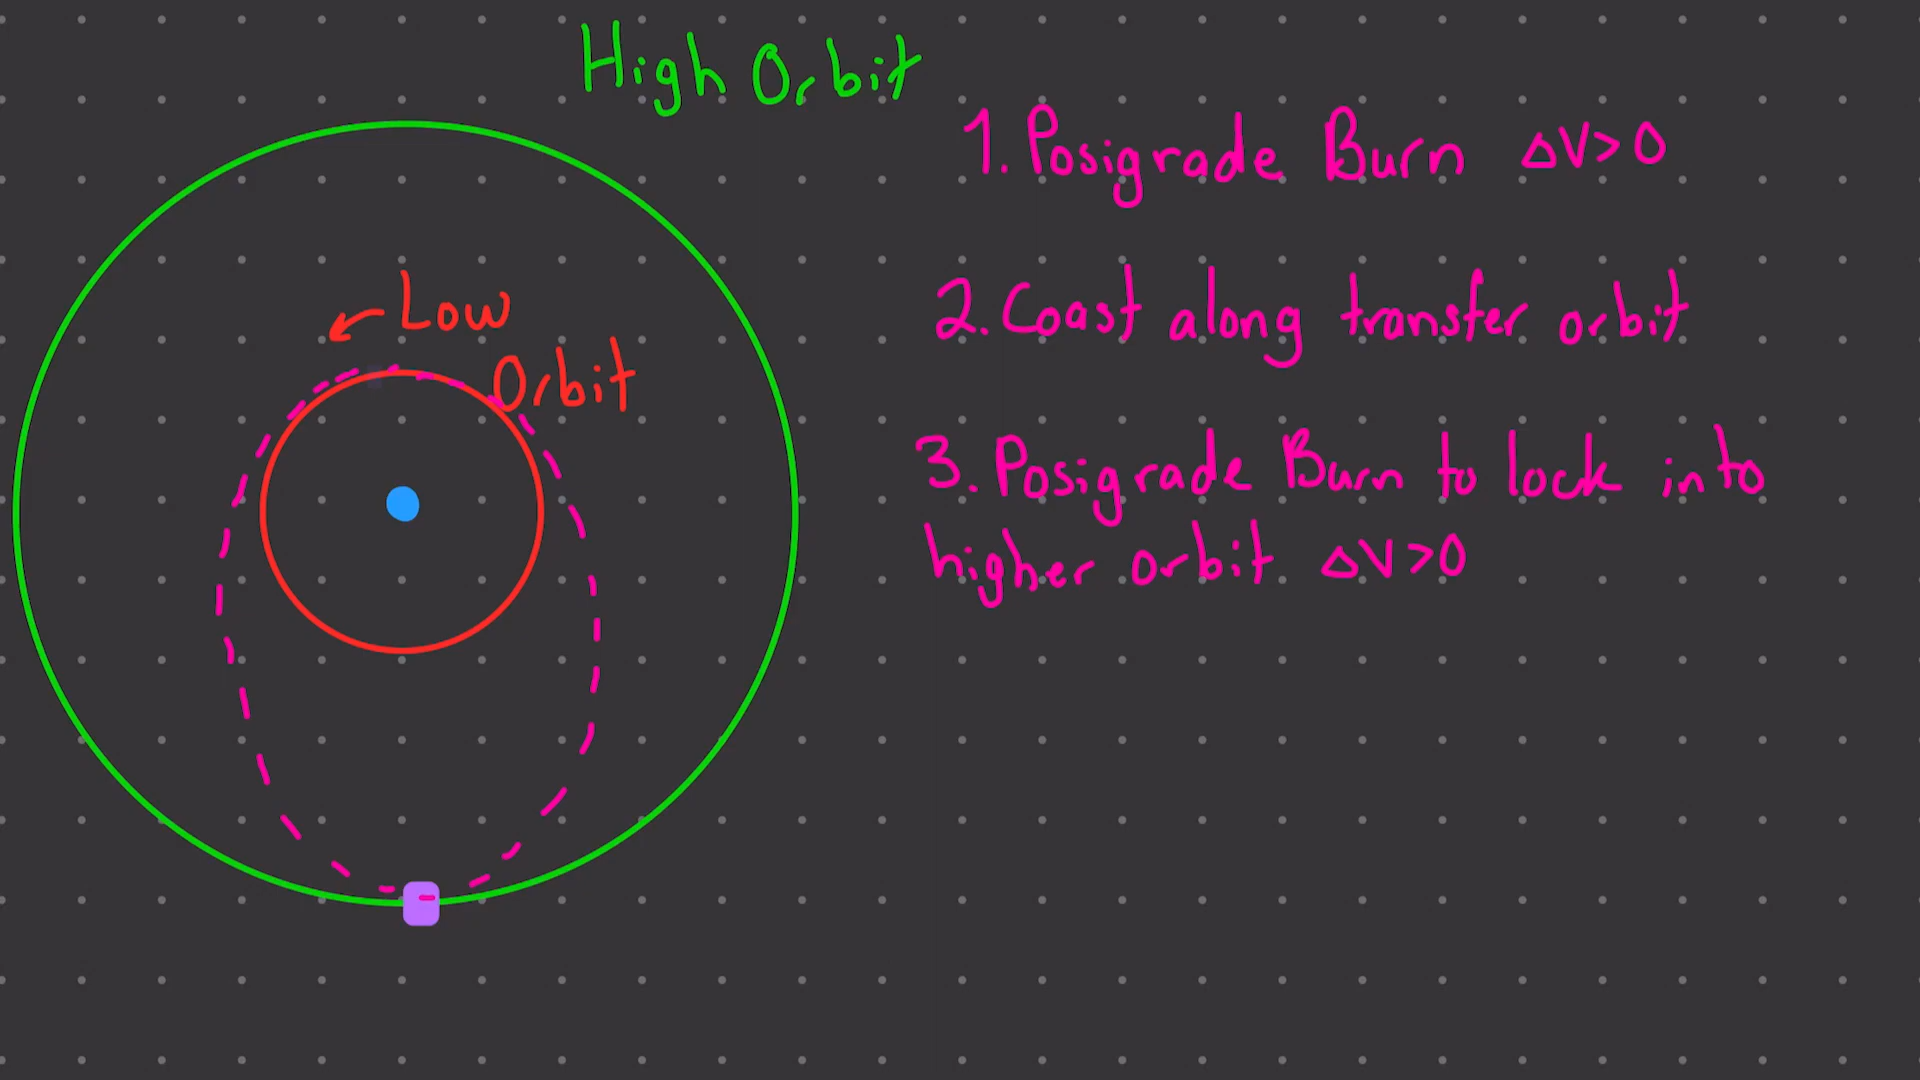 High Orbit
1. Posigrade Burn ΔV>0
← Low
Orbit
2. Coast along transfer orbit
3. Posigrade Burn to lock into
higher orbit ΔV>0